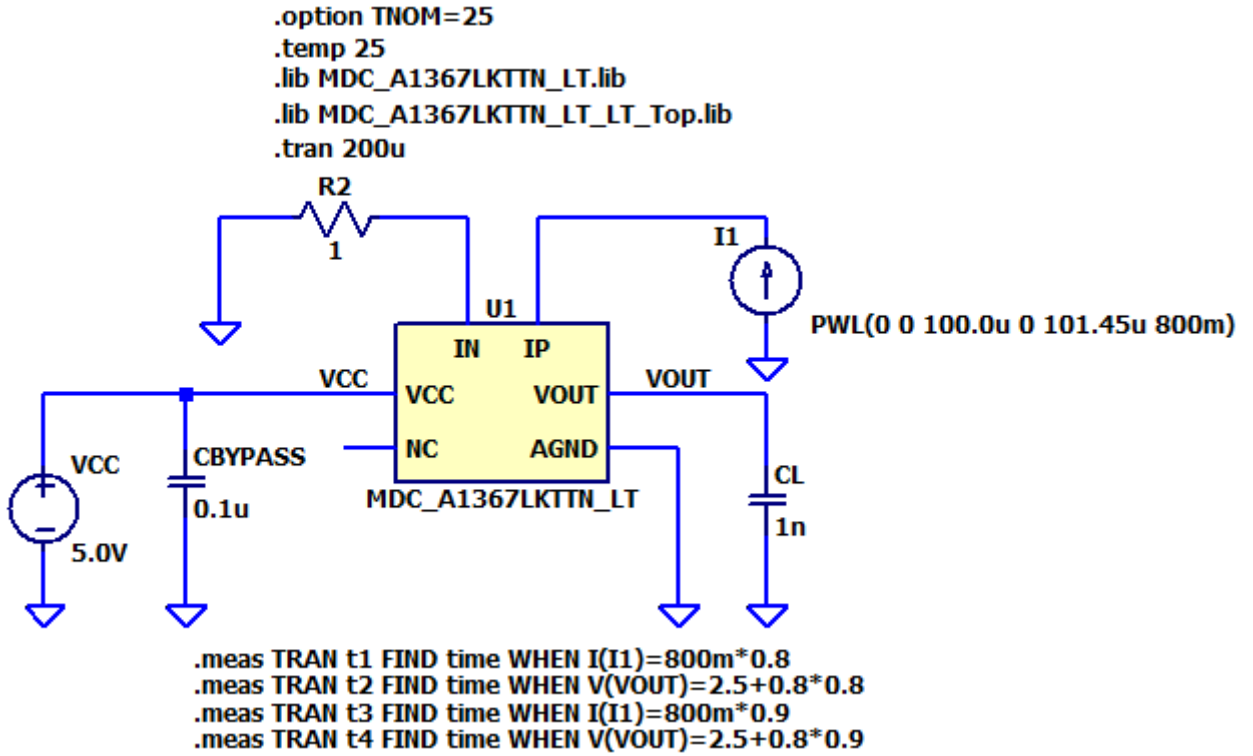 .option TNOM=25
.temp 25
.lib MDC_A1367LKTTN_LT.lib
.lib MDC_A1367LKTTN_LT_LT_Top.lib
.tran 200u
R2
1
I1
PWL(0 0 100.0u 0 101.45u 800m)
U1
IN IP
VCC
VCC VOUT
VOUT
NC AGND
MDC_A1367LKTTN_LT
VCC
5.0V
CBYPASS
0.1u
CL
1n
.meas TRAN t1 FIND time WHEN I(I1)=800m*0.8
.meas TRAN t2 FIND time WHEN V(VOUT)=2.5+0.8*0.8
.meas TRAN t3 FIND time WHEN I(I1)=800m*0.9
.meas TRAN t4 FIND time WHEN V(VOUT)=2.5+0.8*0.9